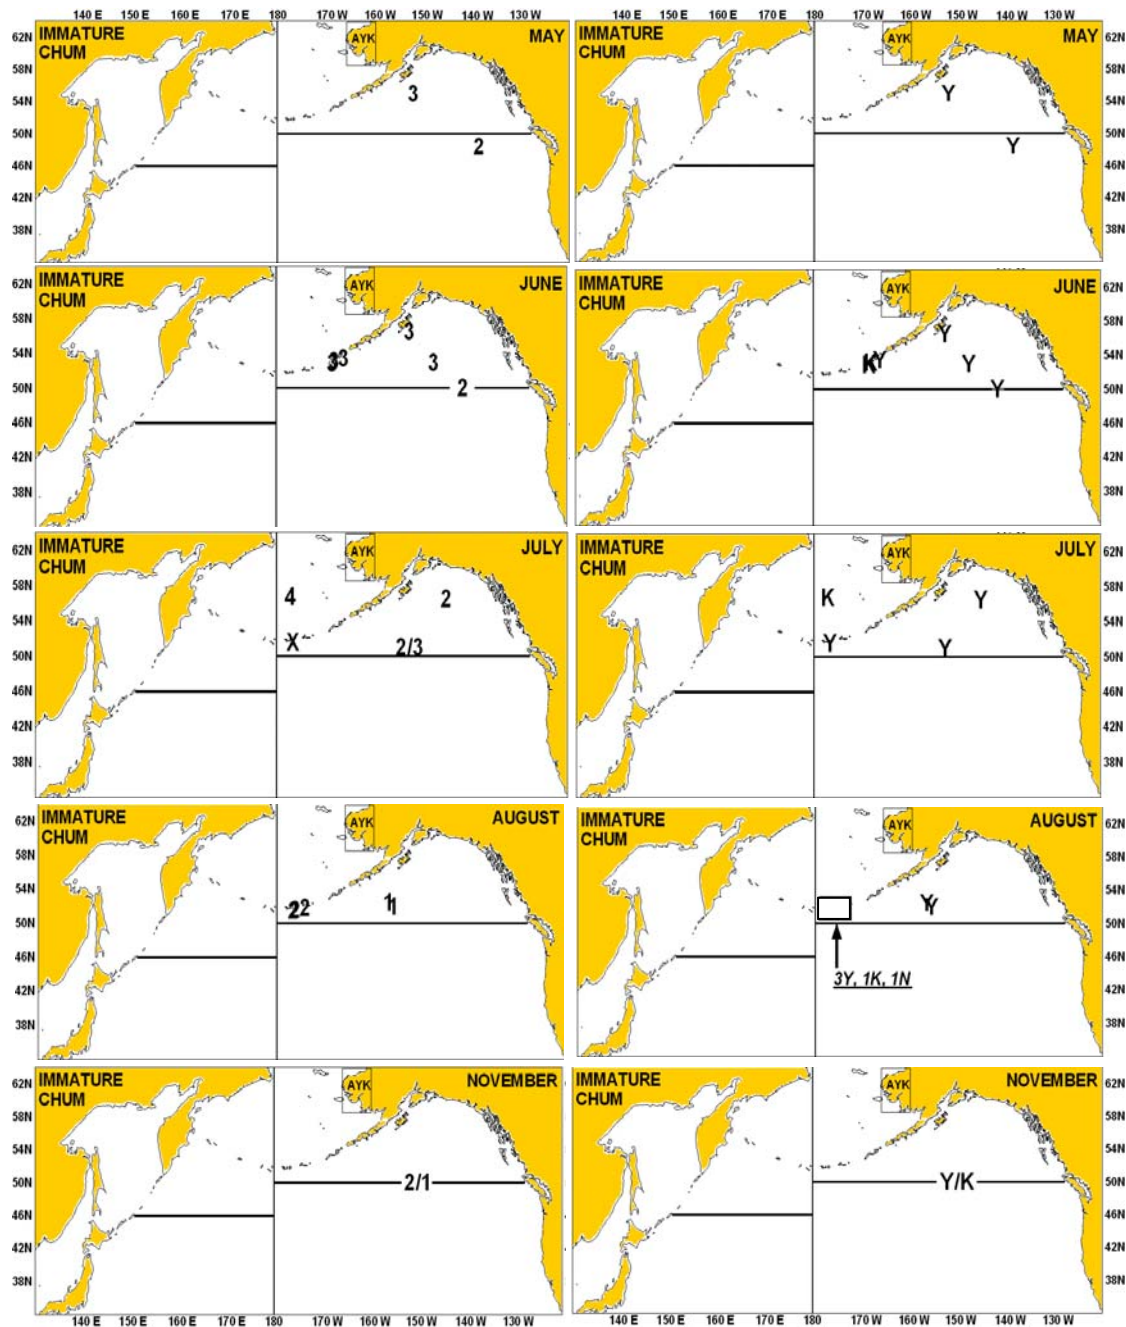 140 E 150 E 160 E 170 E 180 170 W 160 W 150 W 140 W 130 W 140 E 150 E 160 E 170 E 180 170 W 160 W 150 W 140 W 130 W
62N IMMATURE CHUM AYK MAY IMMATURE CHUM AYK MAY 62N
58N 58N
3 Y
54N 54N
50N 50N
2 Y
46N 46N
42N 42N
38N 38N
62N IMMATURE CHUM AYK JUNE IMMATURE CHUM AYK JUNE 62N
58N 58N
3 Y
54N 3 3 3 K Y Y 54N
50N 2 Y 50N
46N 46N
42N 42N
38N 38N
62N IMMATURE CHUM AYK JULY IMMATURE CHUM AYK JULY 62N
58N 58N
4 2 K Y
54N 54N
X 2/3 Y Y
50N 50N
46N 46N
42N 42N
38N 38N
62N IMMATURE CHUM AYK AUGUST IMMATURE CHUM AYK AUGUST 62N
58N 58N
54N 54N
2 2 1 1 Y Y
50N 50N
46N 46N
3Y, 1K, 1N
42N 42N
38N 38N
62N IMMATURE CHUM AYK NOVEMBER IMMATURE CHUM AYK NOVEMBER 62N
58N 58N
54N 54N
50N 2/1 Y/K 50N
46N 46N
42N 42N
38N 38N
140 E 150 E 160 E 170 E 180 170 W 160 W 150 W 140 W 130 W 140 E 150 E 160 E 170 E 180 170 W 160 W 150 W 140 W 130 W